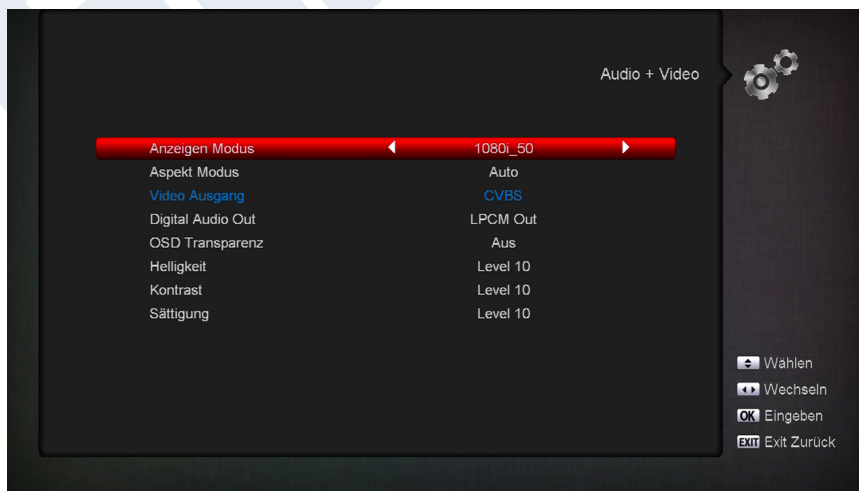 Audio + Video
Anzeigen Modus 1080i_50
Aspekt Modus Auto
Video Ausgang CVBS
Digital Audio Out LPCM Out
OSD Transparenz Aus
Helligkeit Level 10
Kontrast Level 10
Sättigung Level 10
Wählen
Wechseln
OK Eingeben
EXIT Exit Zurück